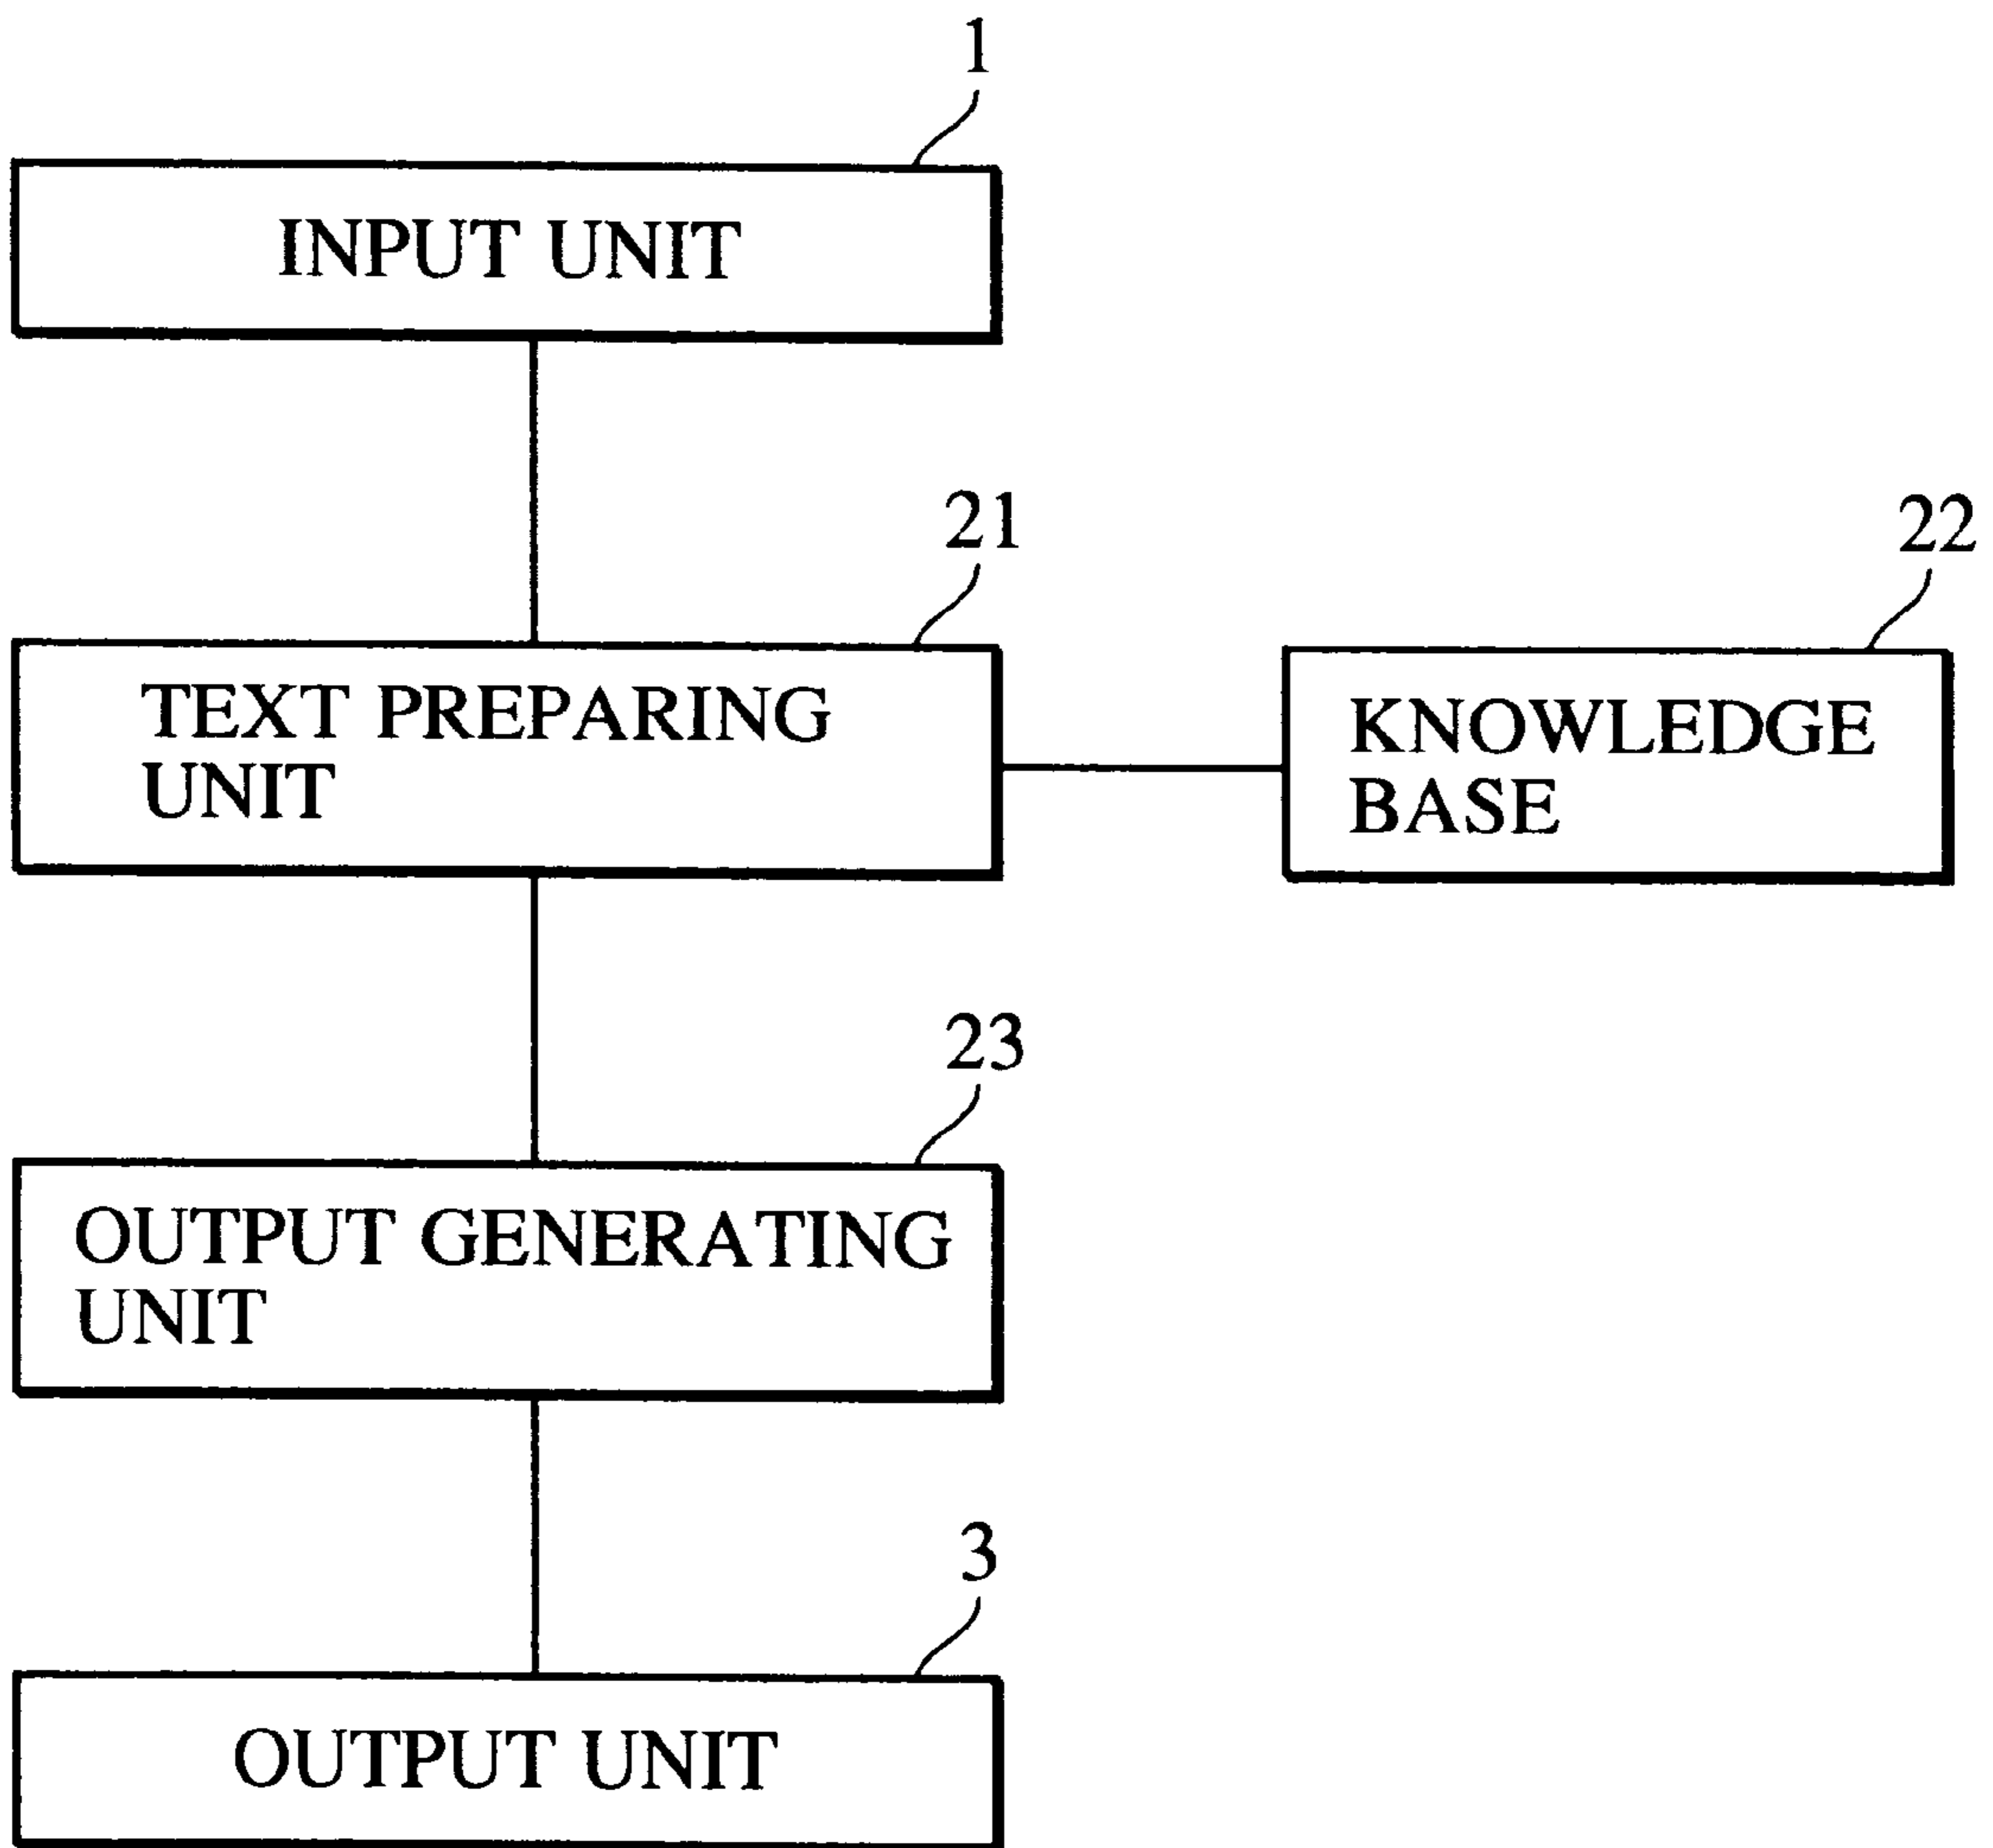 1
INPUT UNIT
21
22
TEXT PREPARING
UNIT
KNOWLEDGE
BASE
23
OUTPUT GENERATING
UNIT
3
OUTPUT UNIT